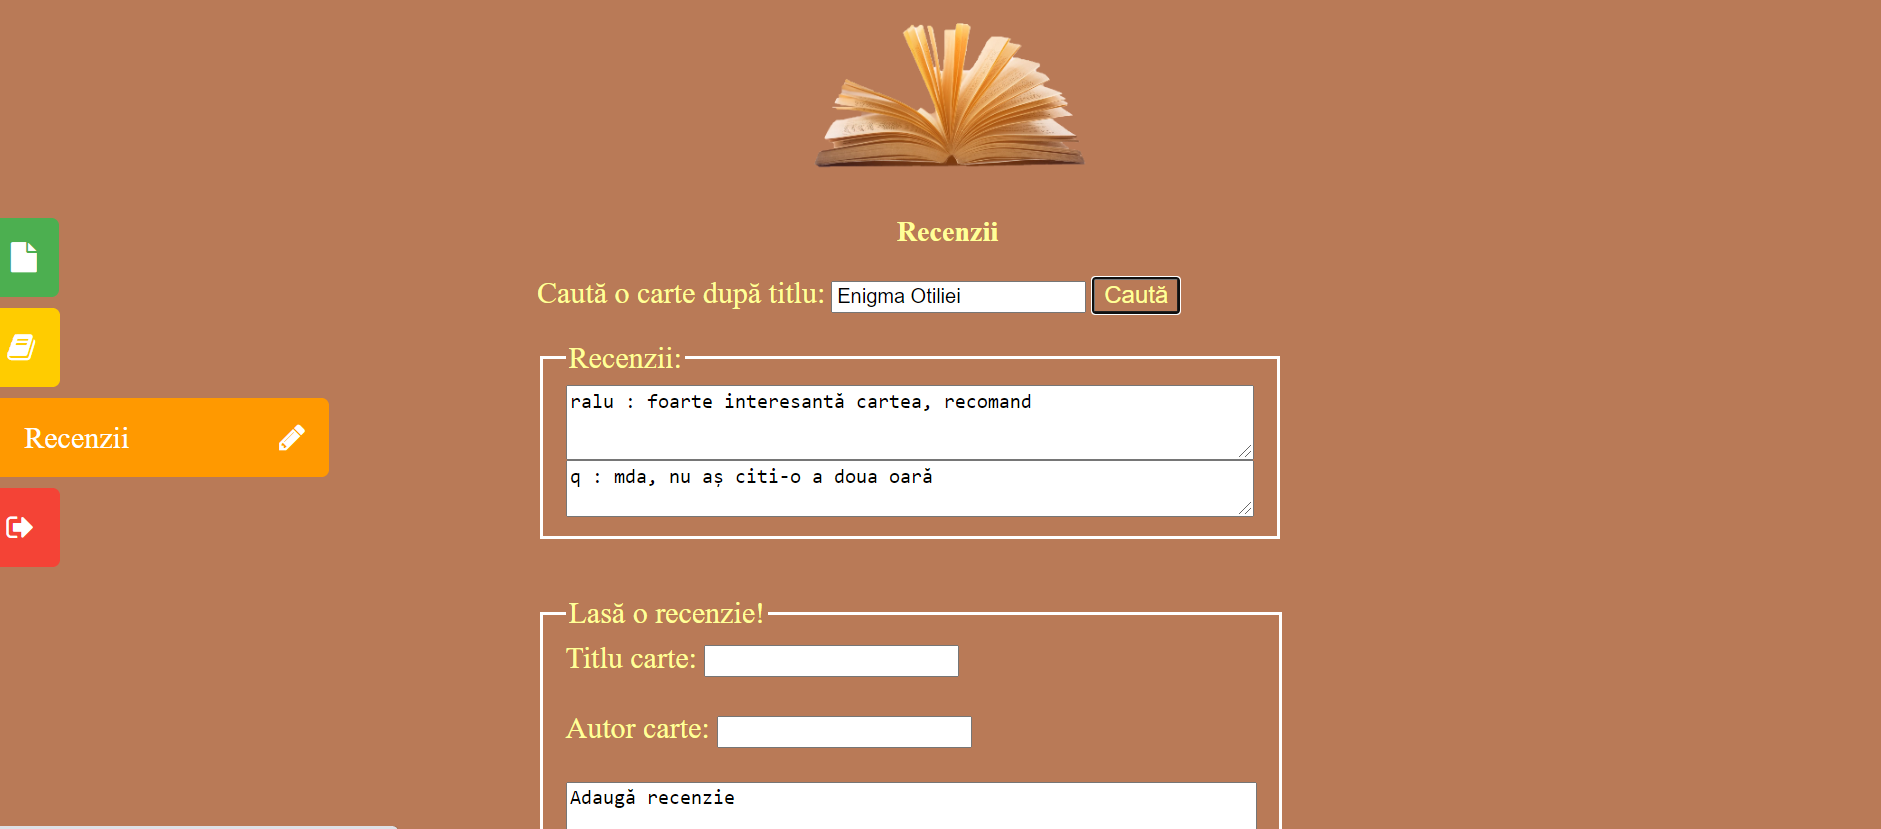 Recenzii
Caută o carte după titlu: Enigma Otiliei Caută
Recenzii:
ralu : foarte interesantă cartea, recomand
q : mda, nu aș citi-o a doua oară
Recenzii
Lasă o recenzie!
Titlu carte:
Autor carte:
Adaugă recenzie